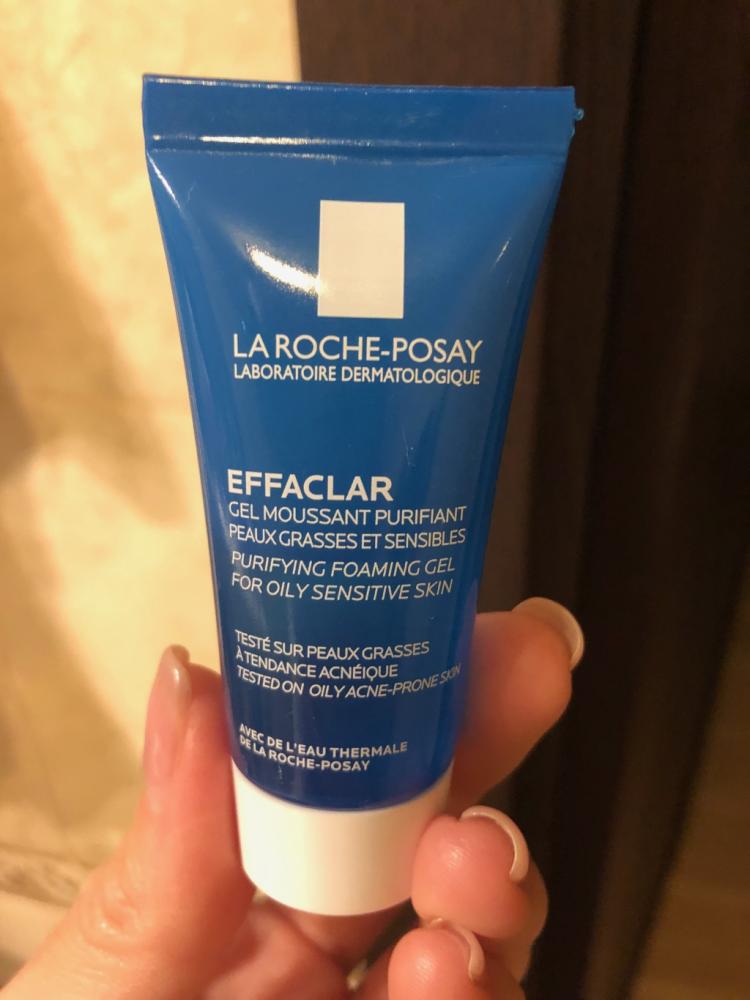 LA ROCHE-POSAY
LABORATOIRE DERMATOLOGIQUE
EFFACLAR
GEL MOUSSANT PURIFIANT
PEAUX GRASSES ET SENSIBLES
PURIFYING FOAMING GEL
FOR OILY SENSITIVE SKIN
TESTÉ SUR PEAUX GRASSES
À TENDANCE ACNÉIQUE
TESTED ON OILY ACNE-PRONE SKIN
AVEC DE L'EAU THERMALE
DE LA ROCHE-POSAY